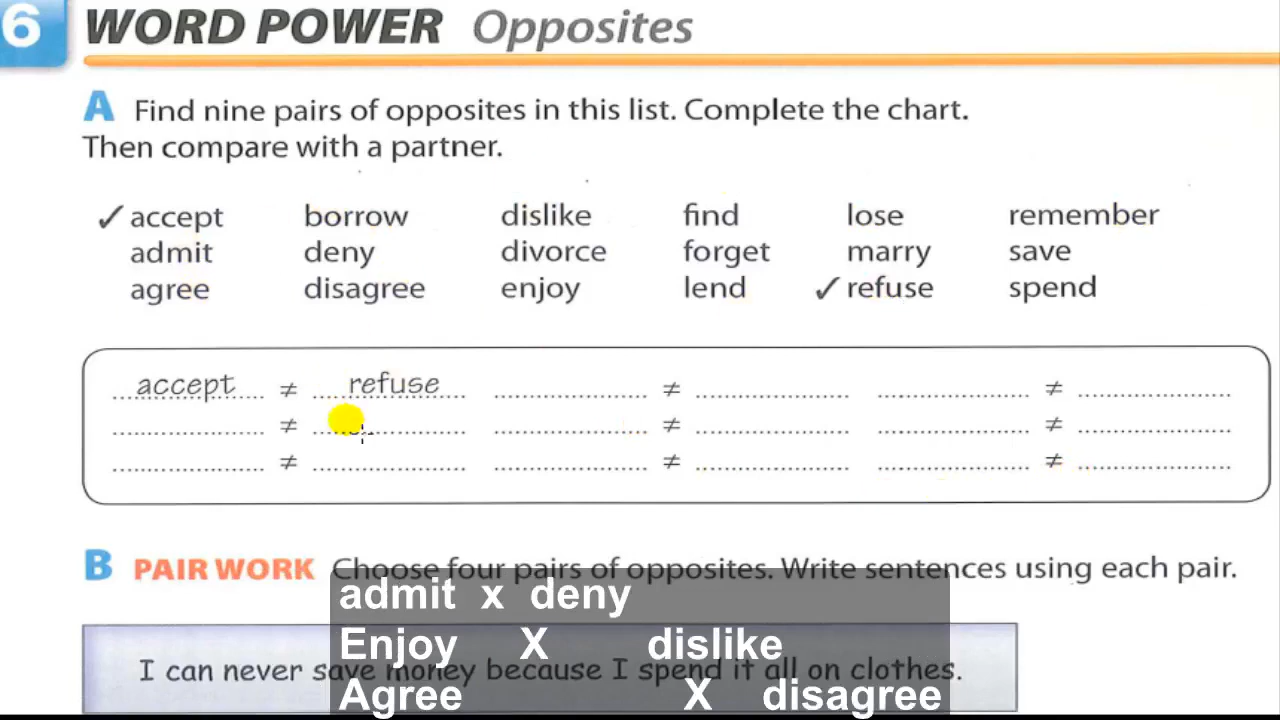 6 WORD POWER Opposites
A Find nine pairs of opposites in this list. Complete the chart.
Then compare with a partner.
✓ accept borrow dislike find lose remember
admit deny divorce forget marry save
agree disagree enjoy lend ✓ refuse spend
accept ≠ refuse ≠ ≠
≠ ≠ ≠
≠ ≠ ≠
B PAIR WORK Choose four pairs of opposites. Write sentences using each pair.
admit x deny
Enjoy X dislike
I can never save money because I spend it all on clothes.
Agree X disagree